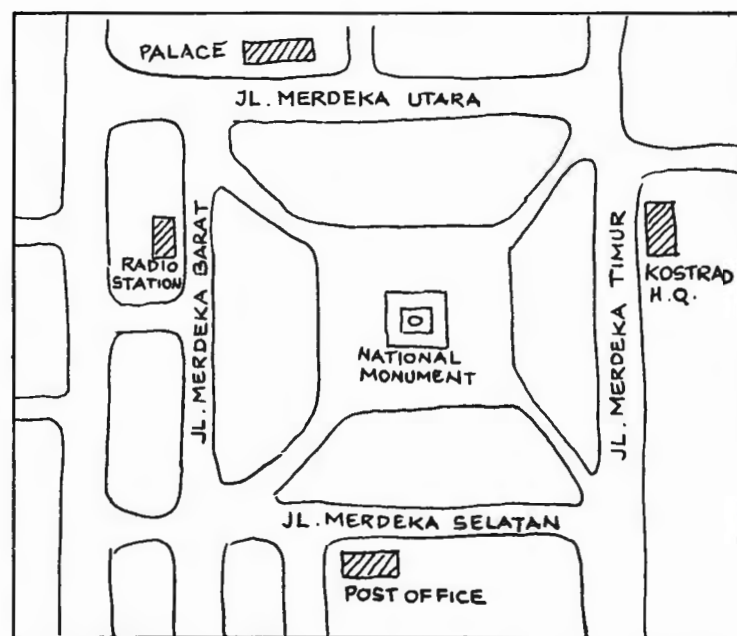 PALACE
JL. MERDEKA UTARA
RADIO
STATION
JL. MERDEKA BARAT
NATIONAL
MONUMENT
JL. MERDEKA TIMUR
KOSTRAD
H.Q.
JL. MERDEKA SELATAN
POST OFFICE